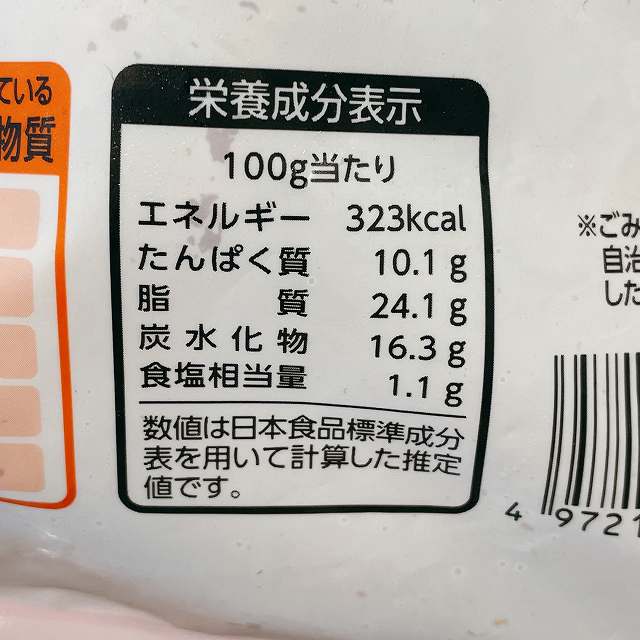 ている
物質
栄養成分表示
100g当たり
エネルギー 323kcal
たんぱく質 10.1g
脂質 24.1g
炭水化物 16.3g
食塩相当量 1.1g
数値は日本食品標準成分
表を用いて計算した推定
値です。
※ごみ
自治
した
4 9721